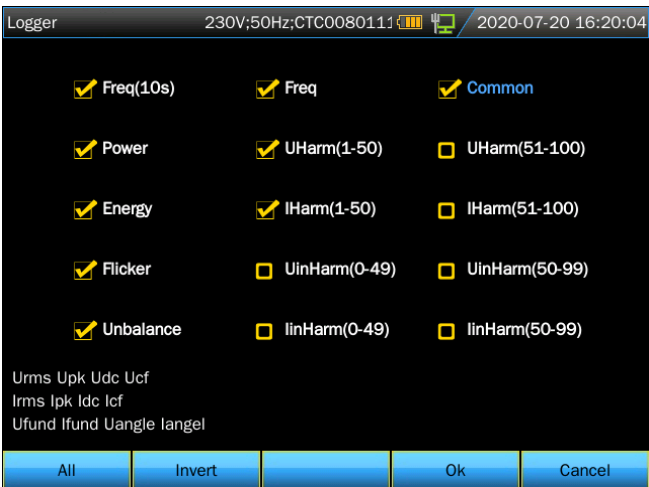 Logger 230V;50Hz;CTC0080111 2020-07-20 16:20:04
Freq(10s) Freq Common
Power UHarm(1-50) UHarm(51-100)
Energy IHarm(1-50) IHarm(51-100)
Flicker UinHarm(0-49) UinHarm(50-99)
Unbalance IinHarm(0-49) IinHarm(50-99)
Urms Upk Udc Ucf
Irms Ipk Idc Icf
Ufund Ifund Uangle Iangel
All Invert Ok Cancel